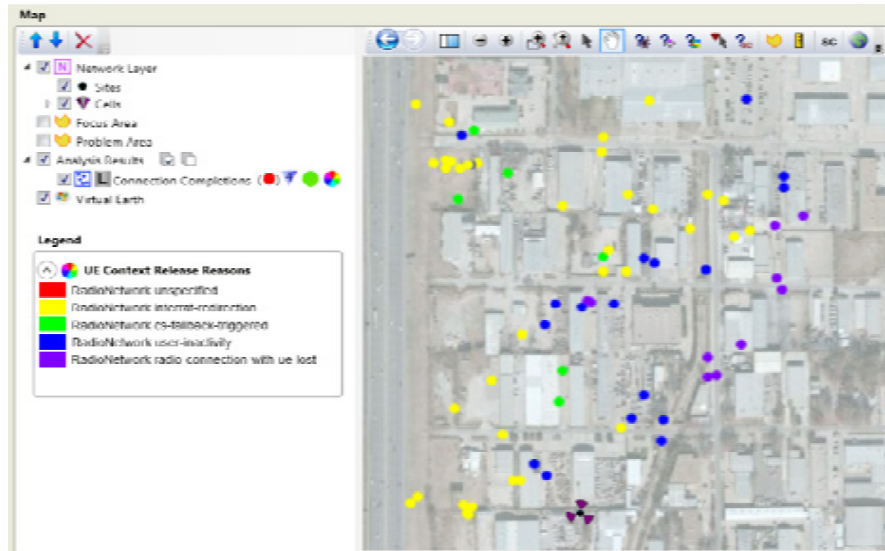 Map
SC
N Network Layer
Sites
Cells
Focus Area
Problem Area
Analysis Results
L Connection Completions
Virtual Earth
Legend
UE Context Release Reasons
RadioNetwork unspecified
RadioNetwork interrat-redirection
RadioNetwork cs-fallback-triggered
RadioNetwork user-inactivity
RadioNetwork radio connection with ue lost